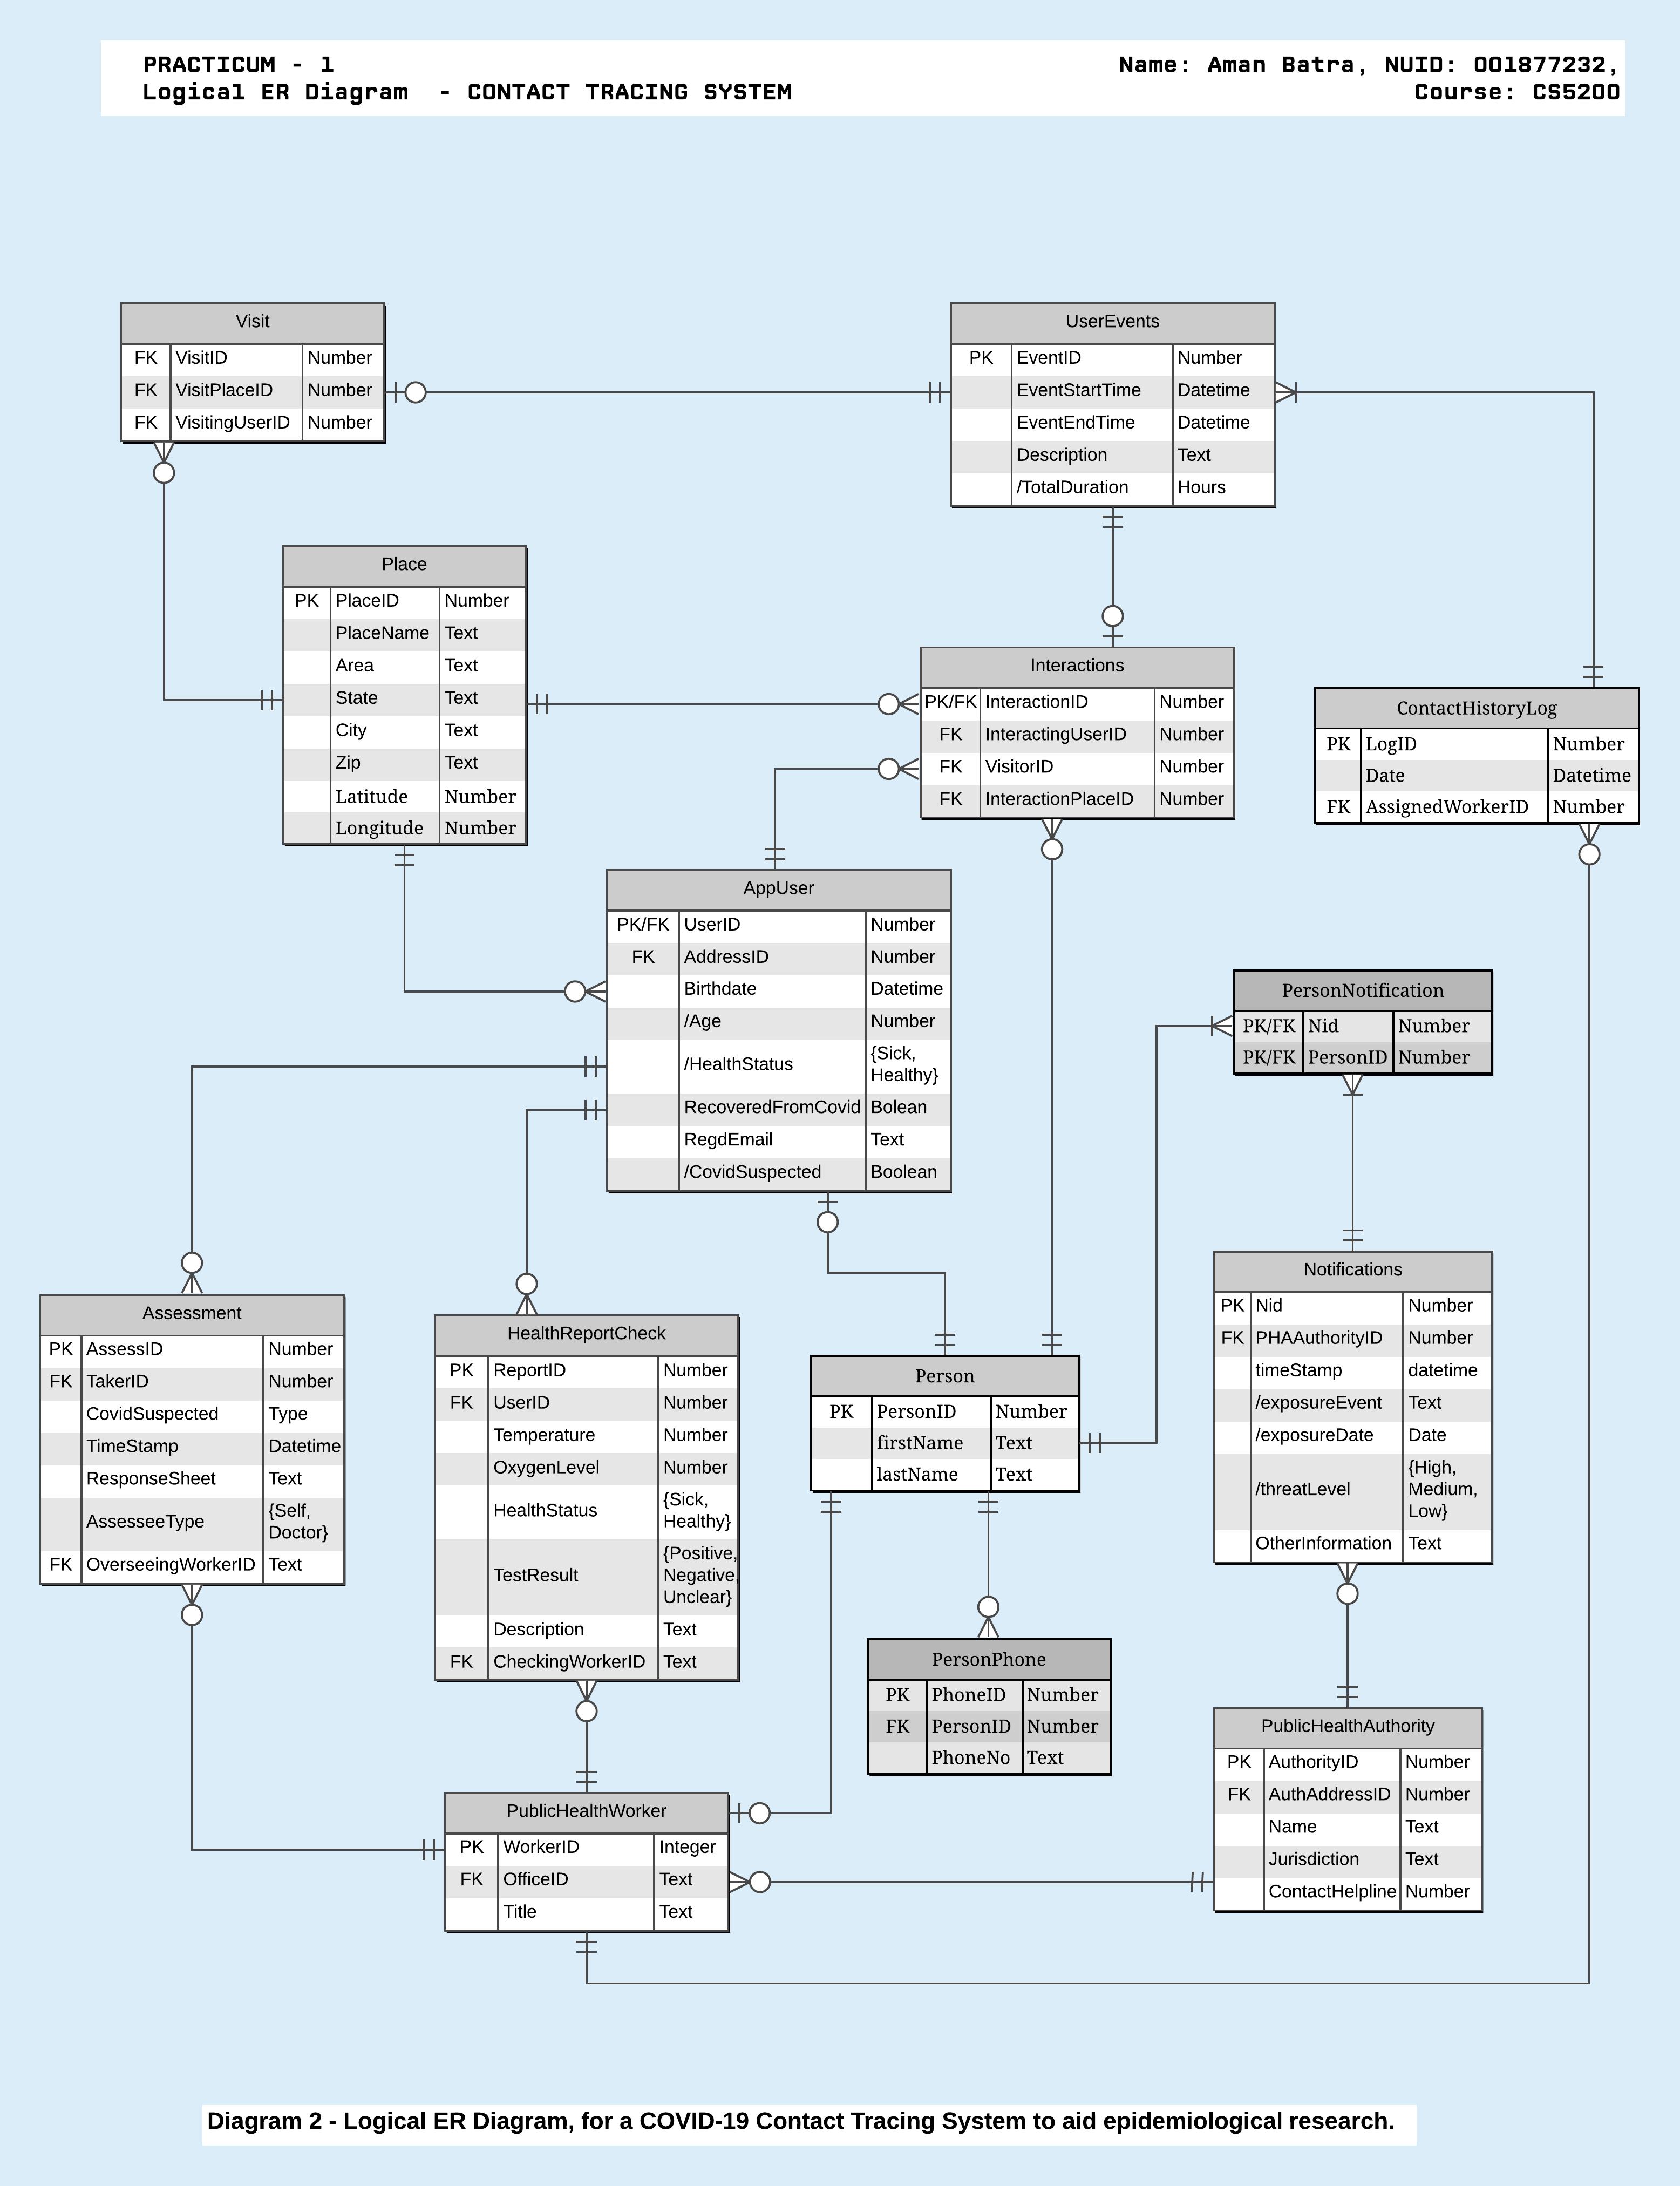 PRACTICUM - 1
Logical ER Diagram - CONTACT TRACING SYSTEM
Name: Aman Batra, NUID: 001877232,
Course: CS5200
Visit
FK VisitID Number
FK VisitPlaceID Number
FK VisitingUserID Number
UserEvents
PK EventID Number
EventStartTime Datetime
EventEndTime Datetime
Description Text
/TotalDuration Hours
Place
PK PlaceID Number
PlaceName Text
Area Text
State Text
City Text
Zip Text
Latitude Number
Longitude Number
Interactions
PK/FK InteractionID Number
FK InteractingUserID Number
FK VisitorID Number
FK InteractionPlaceID Number
ContactHistoryLog
PK LogID Number
Date Datetime
FK AssignedWorkerID Number
AppUser
PK/FK UserID Number
FK AddressID Number
Birthdate Datetime
/Age Number
/HealthStatus {Sick,
Healthy}
RecoveredFromCovid Bolean
RegdEmail Text
/CovidSuspected Boolean
PersonNotification
PK/FK Nid Number
PK/FK PersonID Number
Assessment
PK AssessID Number
FK TakerID Number
CovidSuspected Type
TimeStamp Datetime
ResponseSheet Text
AssesseeType {Self,
Doctor}
FK OverseeingWorkerID Text
HealthReportCheck
PK ReportID Number
FK UserID Number
Temperature Number
OxygenLevel Number
HealthStatus {Sick,
Healthy}
TestResult {Positive,
Negative,
Unclear}
Description Text
FK CheckingWorkerID Text
Person
PK PersonID Number
firstName Text
lastName Text
Notifications
PK Nid Number
FK PHAAuthorityID Number
timeStamp datetime
/exposureEvent Text
/exposureDate Date
/threatLevel {High,
Medium,
Low}
OtherInformation Text
PersonPhone
PK PhoneID Number
FK PersonID Number
PhoneNo Text
PublicHealthAuthority
PK AuthorityID Number
FK AuthAddressID Number
Name Text
Jurisdiction Text
ContactHelpline Number
PublicHealthWorker
PK WorkerID Integer
FK OfficeID Text
Title Text
Diagram 2 - Logical ER Diagram, for a COVID-19 Contact Tracing System to aid epidemiological research.